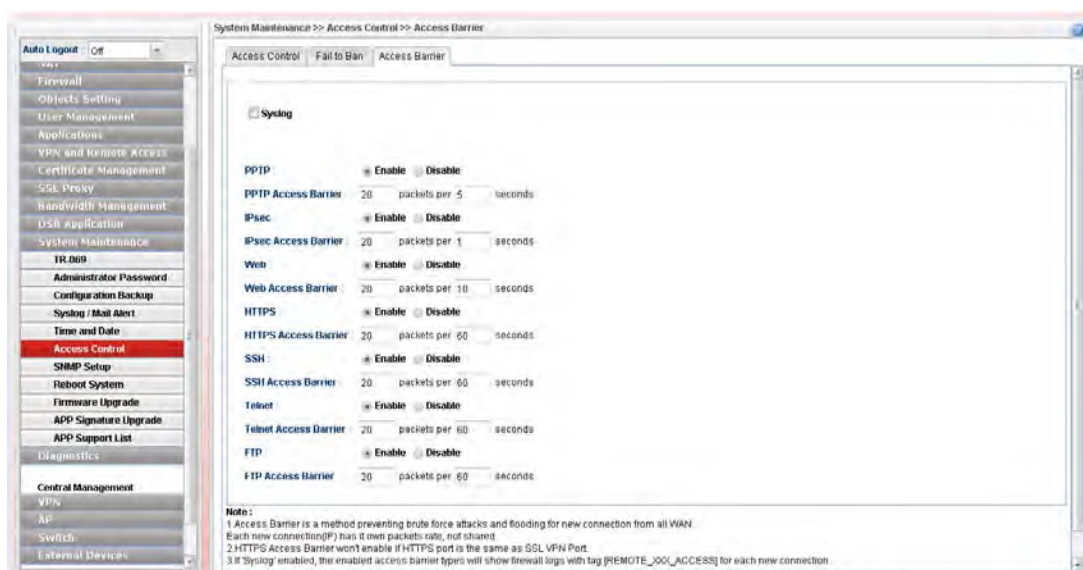 System Maintenance >> Access Control >> Access Barrier
Auto Logout : Off
NAT
Firewall
Objects Setting
User Management
Applications
VPN and Remote Access
Certificate Management
SSL Proxy
Bandwidth Management
USB Application
System Maintenance
TR-069
Administrator Password
Configuration Backup
Syslog / Mail Alert
Time and Date
Access Control
SNMP Setup
Reboot System
Firmware Upgrade
APP Signature Upgrade
APP Support List
Diagnostics
Central Management
VPN
AP
Switch
External Devices
Access Control Fail to Ban Access Barrier
Syslog
PPTP : Enable Disable
PPTP Access Barrier : 20 packets per 5 seconds
IPsec Enable Disable
IPsec Access Barrier : 20 packets per 1 seconds
Web Enable Disable
Web Access Barrier : 20 packets per 10 seconds
HTTPS : Enable Disable
HTTPS Access Barrier : 20 packets per 60 seconds
SSH : Enable Disable
SSH Access Barrier : 20 packets per 60 seconds
Telnet : Enable Disable
Telnet Access Barrier : 20 packets per 60 seconds
FTP : Enable Disable
FTP Access Barrier 20 packets per 60 seconds
Note :
1.Access Barrier is a method preventing brute force attacks and flooding for new connection from all WAN.
Each new connection(IP) has it own packets rate, not shared.
2.HTTPS Access Barrier won't enable if HTTPS port is the same as SSL VPN Port.
3.If 'Syslog' enabled, the enabled access barrier types will show firewall logs with tag [REMOTE_XXX_ACCESS] for each new connection.